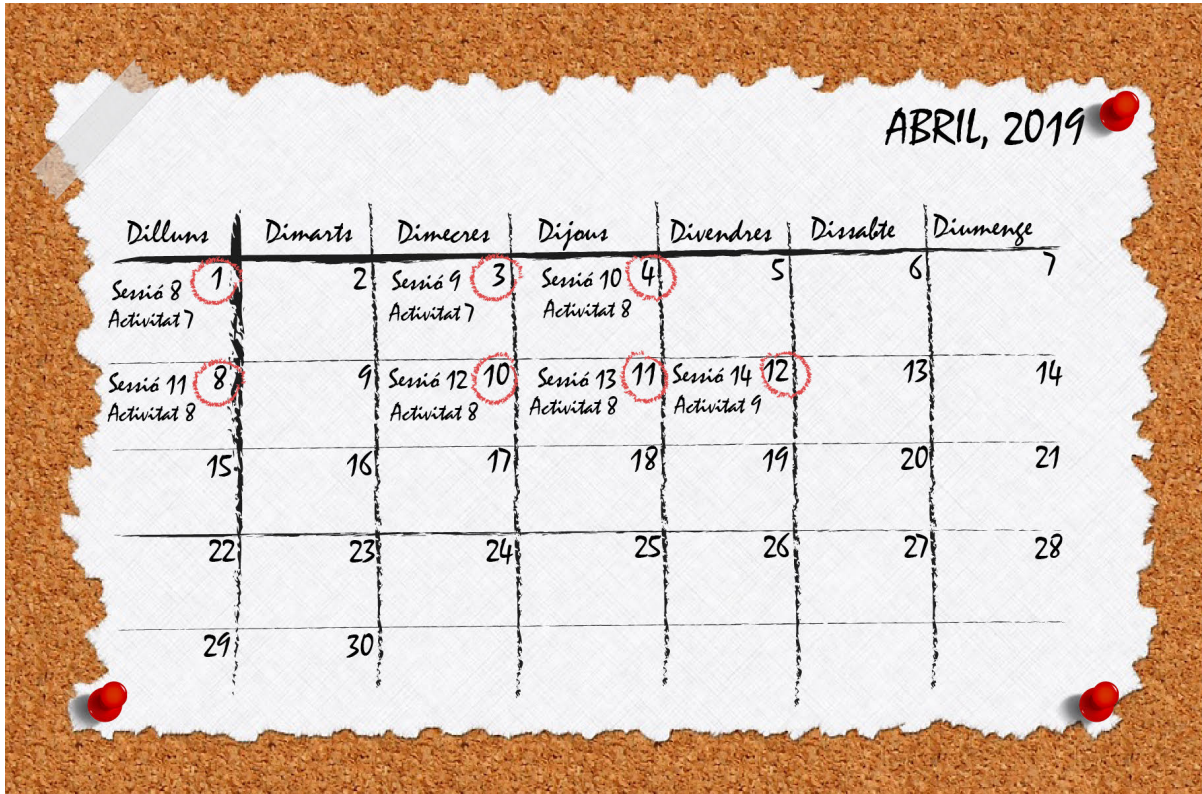 ABRIL, 2019
Dilluns Dimarts Dimecres Dijous Divendres Dissabte Diumenge
1 2 3 4 5 6 7
Sessió 8 Sessió 9 Sessió 10
Activitat 7 Activitat 7 Activitat 8
8 9 10 11 12 13 14
Sessió 11 Sessió 12 Sessió 13 Sessió 14
Activitat 8 Activitat 8 Activitat 8 Activitat 9
15 16 17 18 19 20 21
22 23 24 25 26 27 28
29 30